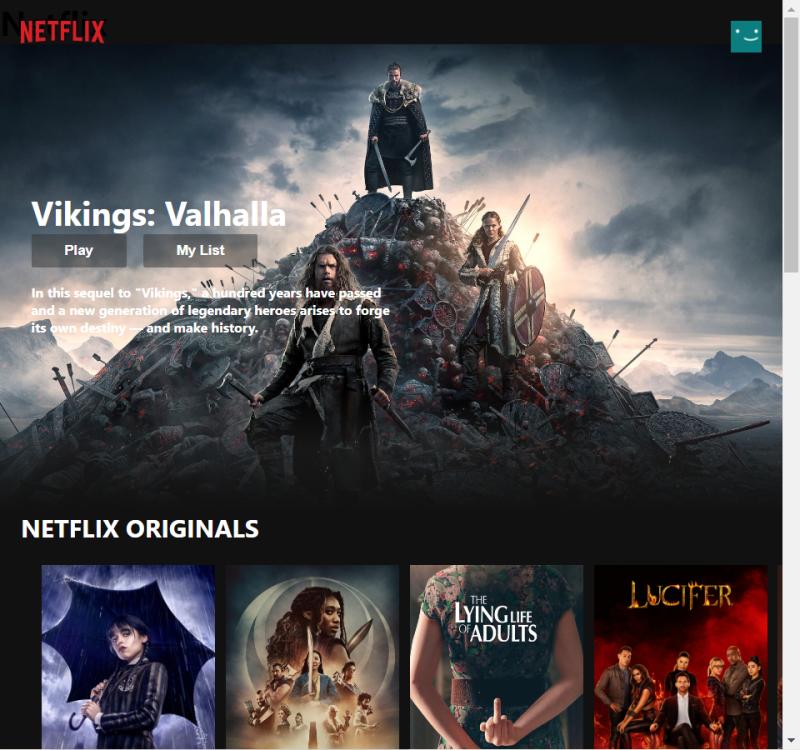 Netflix
NETFLIX
Vikings: Valhalla
Play
My List
In this sequel to "Vikings," a hundred years have passed
and a new generation of legendary heroes arises to forge
its own destiny — and make history.
NETFLIX ORIGINALS
THE
LYING LIFE
OF ADULTS
LUCIFER